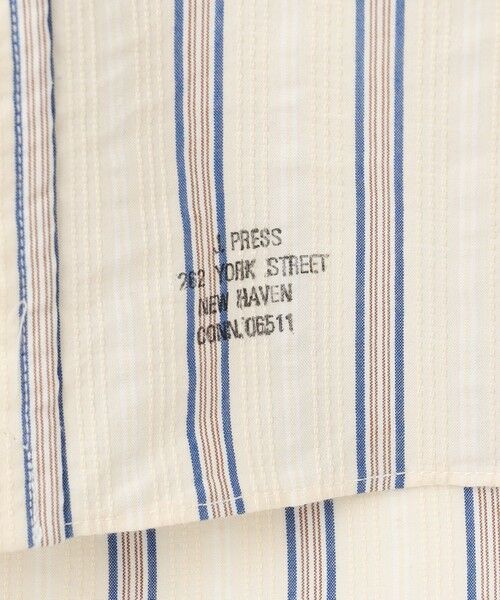 J. PRESS
262 YORK STREET
NEW HAVEN
CONN. 06511